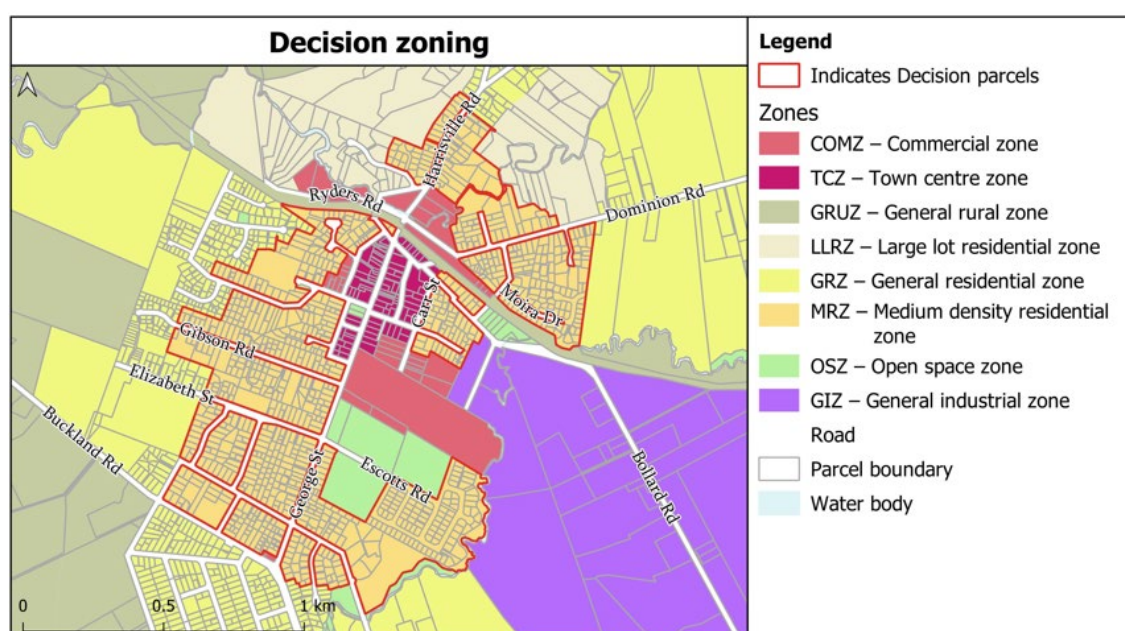 Decision zoning
Legend
Indicates Decision parcels
Zones
COMZ – Commercial zone
TCZ – Town centre zone
GRUZ – General rural zone
LLRZ – Large lot residential zone
GRZ – General residential zone
MRZ – Medium density residential
zone
OSZ – Open space zone
GIZ – General industrial zone
Road
Parcel boundary
Water body
Harrisville Rd
Ryders Rd
Dominion Rd
Carr St
Moira Dr
Gibson Rd
Elizabeth St
Buckland Rd
George St
Escotts Rd
Bollard Rd
0 0.5 1 km